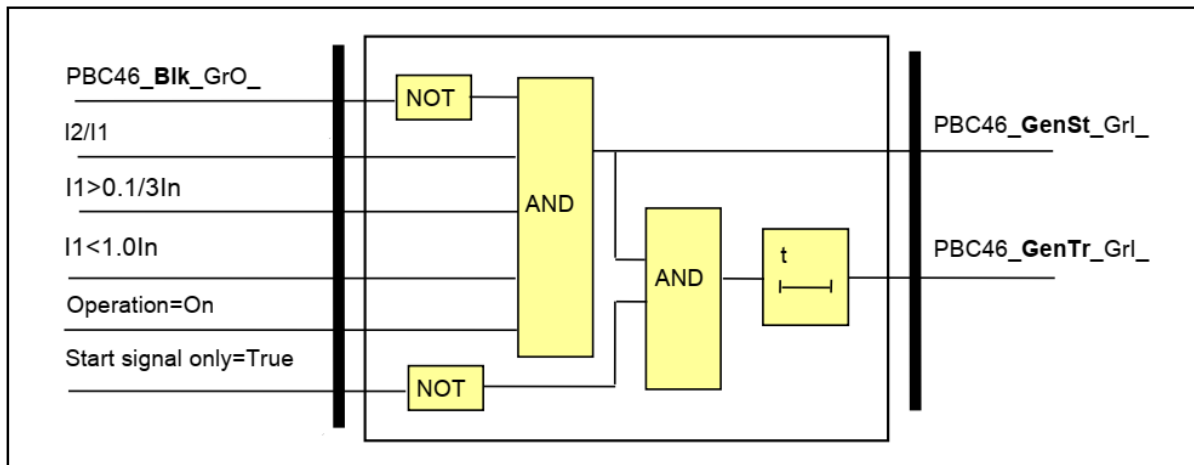 PBC46_Blk_GrO_
NOT
I2/I1
PBC46_GenSt_GrI_
I1>0.1/3In
AND
I1<1.0In
t
PBC46_GenTr_GrI_
AND
Operation=On
Start signal only=True
NOT